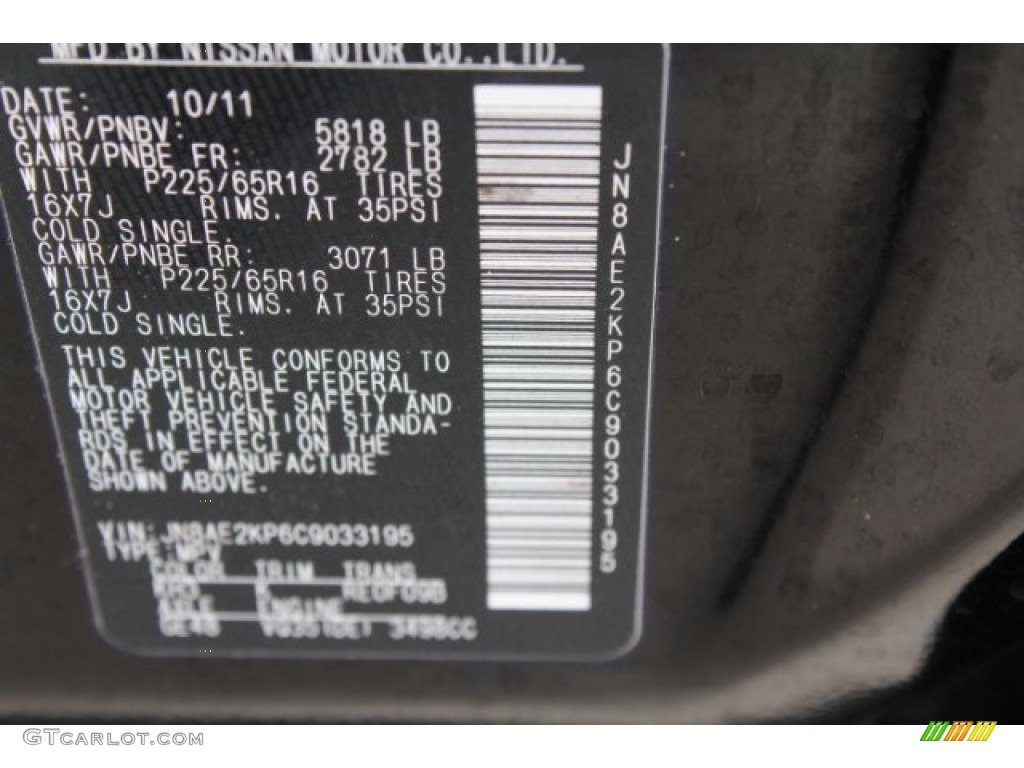 MFD BY NISSAN MOTOR CO.,LTD.
DATE: 10/11
GVWR/PNBV: 5818 LB
GAWR/PNBE FR: 2782 LB
WITH P225/65R16 TIRES
16X7J RIMS. AT 35PSI
COLD SINGLE.
GAWR/PNBE RR: 3071 LB
WITH P225/65R16 TIRES
16X7J RIMS. AT 35PSI
COLD SINGLE.
THIS VEHICLE CONFORMS TO
ALL APPLICABLE FEDERAL
MOTOR VEHICLE SAFETY AND
THEFT PREVENTION STANDA-
RDS IN EFFECT ON THE
DATE OF MANUFACTURE
SHOWN ABOVE.
VIN:JN8AE2KP6C9033195
TYPE:MPV
COLOR TRIM TRANS
RE0F09B
AXLE ENGINE
3498CC
JN8AE2KP6C9033195
GTCarlot.com